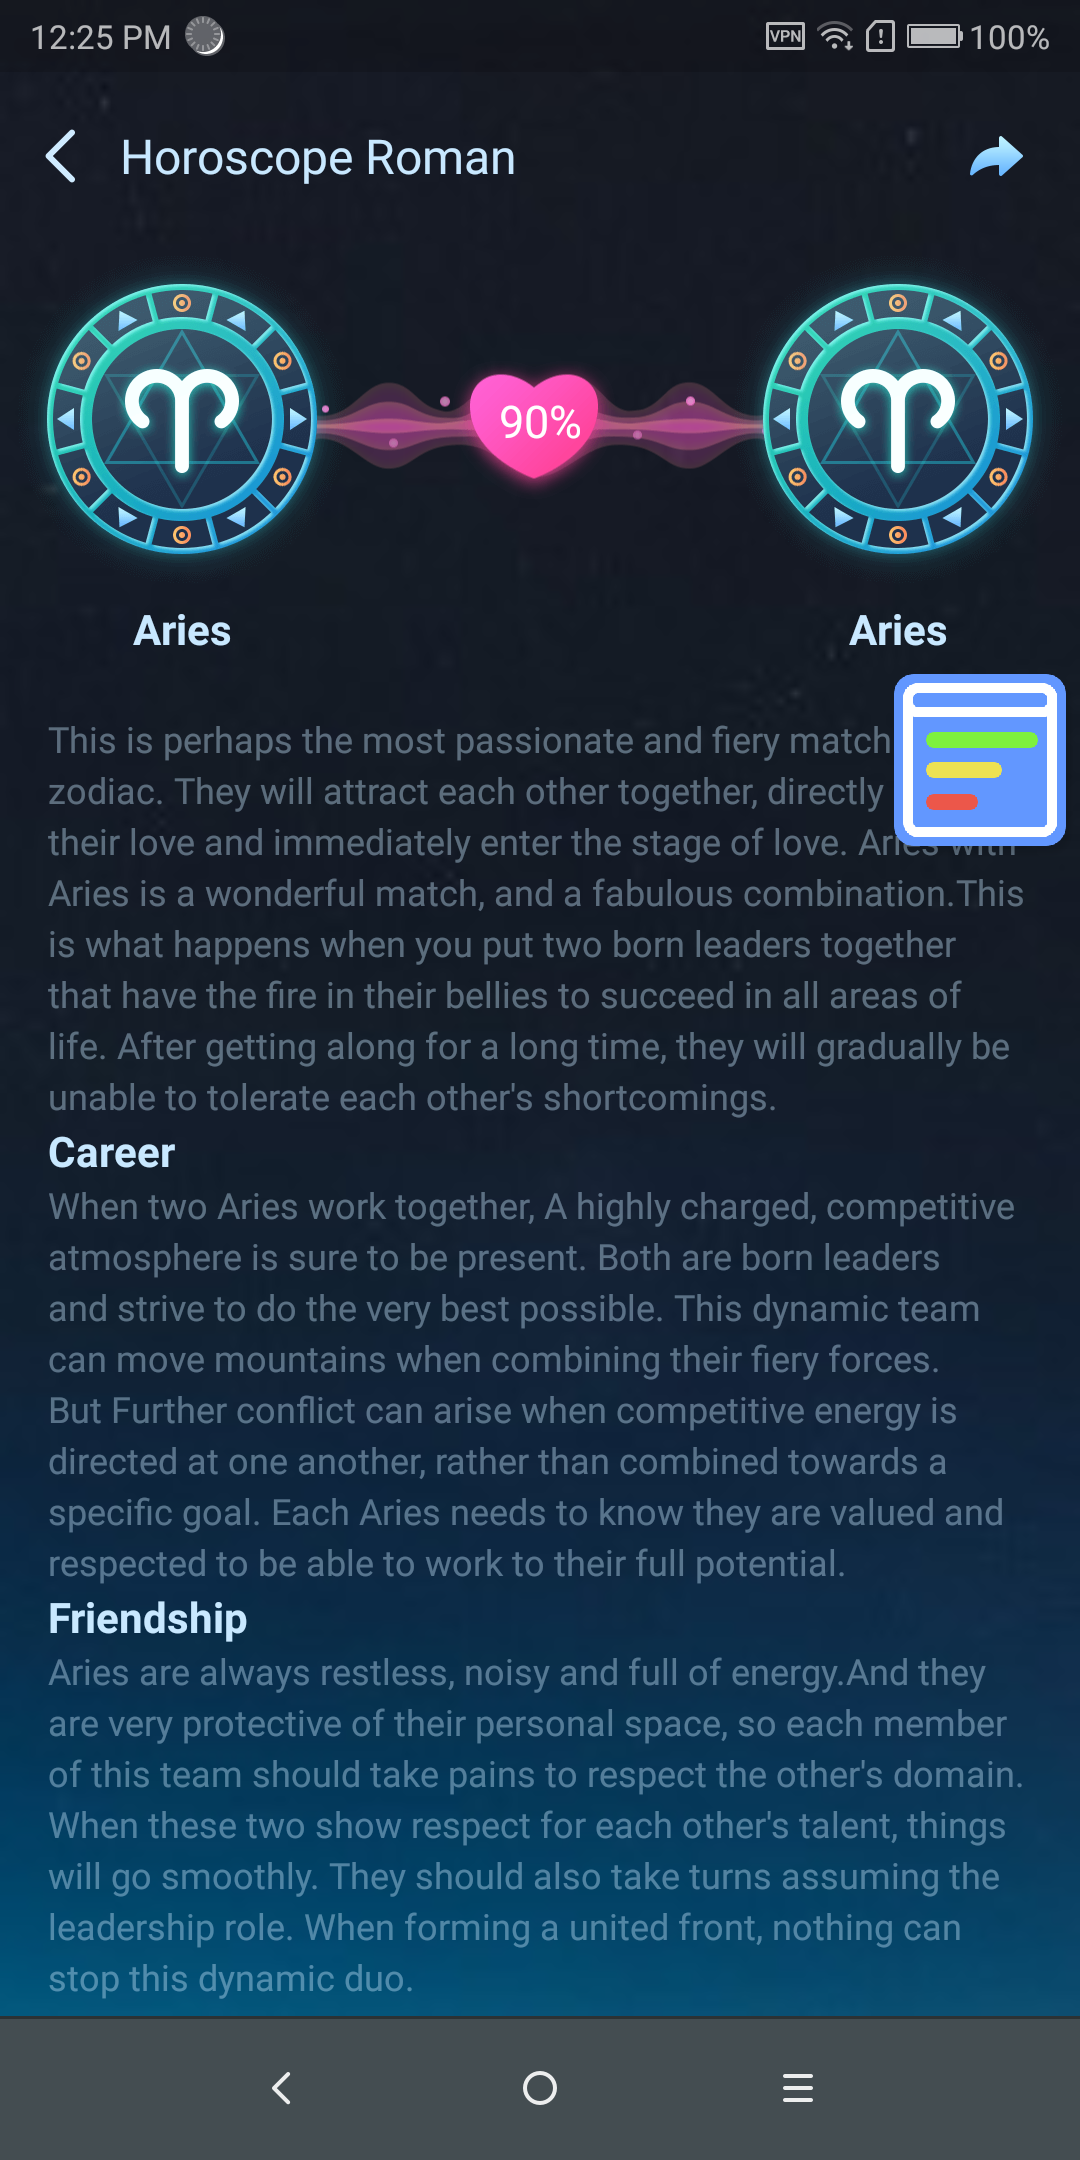 12:25 PM
VPN
100%
Horoscope Roman
90%
Aries
Aries
This is perhaps the most passionate and fiery match
zodiac. They will attract each other together, directly
their love and immediately enter the stage of love. Aries with
Aries is a wonderful match, and a fabulous combination.This
is what happens when you put two born leaders together
that have the fire in their bellies to succeed in all areas of
life. After getting along for a long time, they will gradually be
unable to tolerate each other's shortcomings.
Career
When two Aries work together, A highly charged, competitive
atmosphere is sure to be present. Both are born leaders
and strive to do the very best possible. This dynamic team
can move mountains when combining their fiery forces.
But Further conflict can arise when competitive energy is
directed at one another, rather than combined towards a
specific goal. Each Aries needs to know they are valued and
respected to be able to work to their full potential.
Friendship
Aries are always restless, noisy and full of energy.And they
are very protective of their personal space, so each member
of this team should take pains to respect the other's domain.
When these two show respect for each other's talent, things
will go smoothly. They should also take turns assuming the
leadership role. When forming a united front, nothing can
stop this dynamic duo.